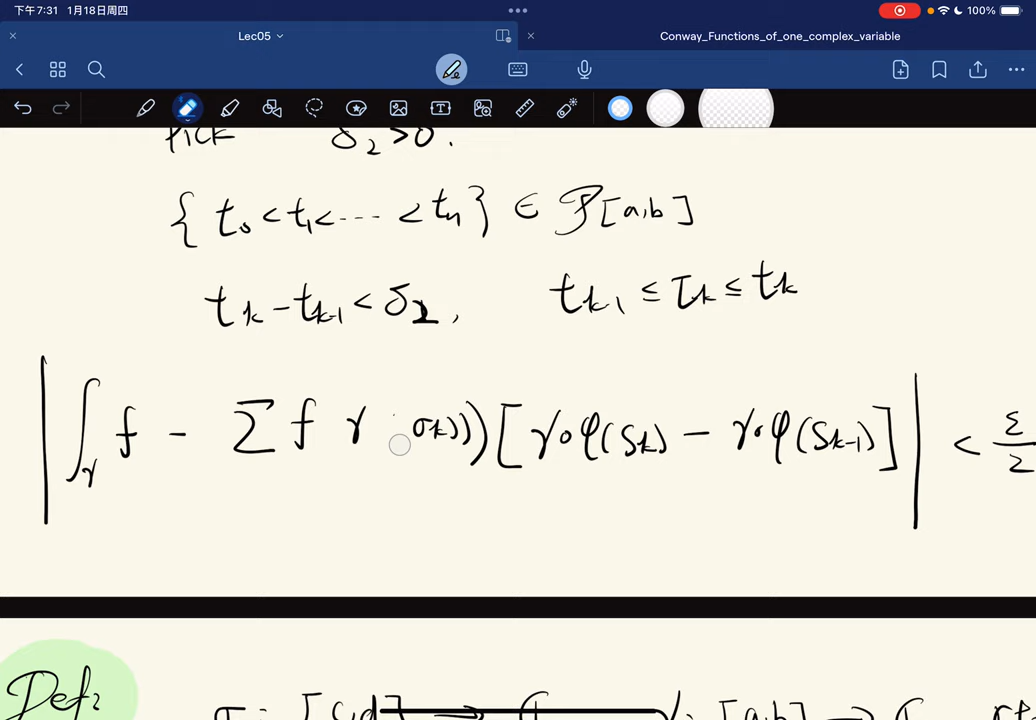 下午7:31 1月18日周四
100%
Lec05
Conway_Functions_of_one_complex_variable
Pick δ₂ > 0.
{ t₀ < t₁ < ··· < tₙ } ∈ 𝒫[a,b]
tₖ - tₖ₋₁ < δ₂, tₖ₋₁ ≤ τₖ ≤ tₖ
| ∫_γ f - Σ f γ σₖ)))[γ∘φ(Sₖ) - γ∘φ(Sₖ₋₁)] | < ε/2
Def:
σ: [c,d] → ℂ γ: [a,b] → ℂ